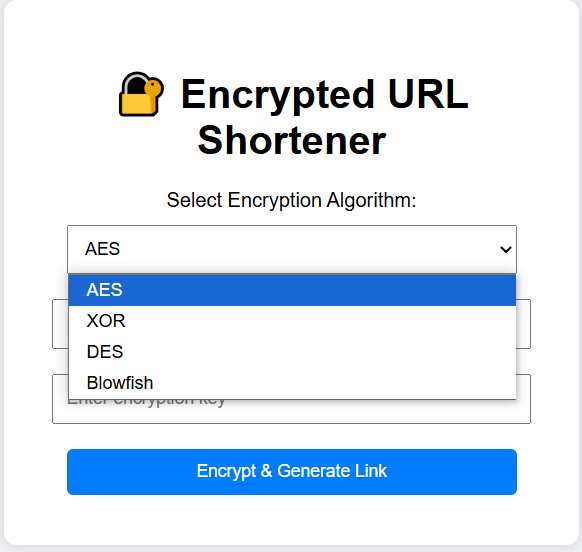 🔐 Encrypted URL
Shortener
Select Encryption Algorithm:
AES
AES
XOR
DES
Blowfish
Enter encryption key
Encrypt & Generate Link